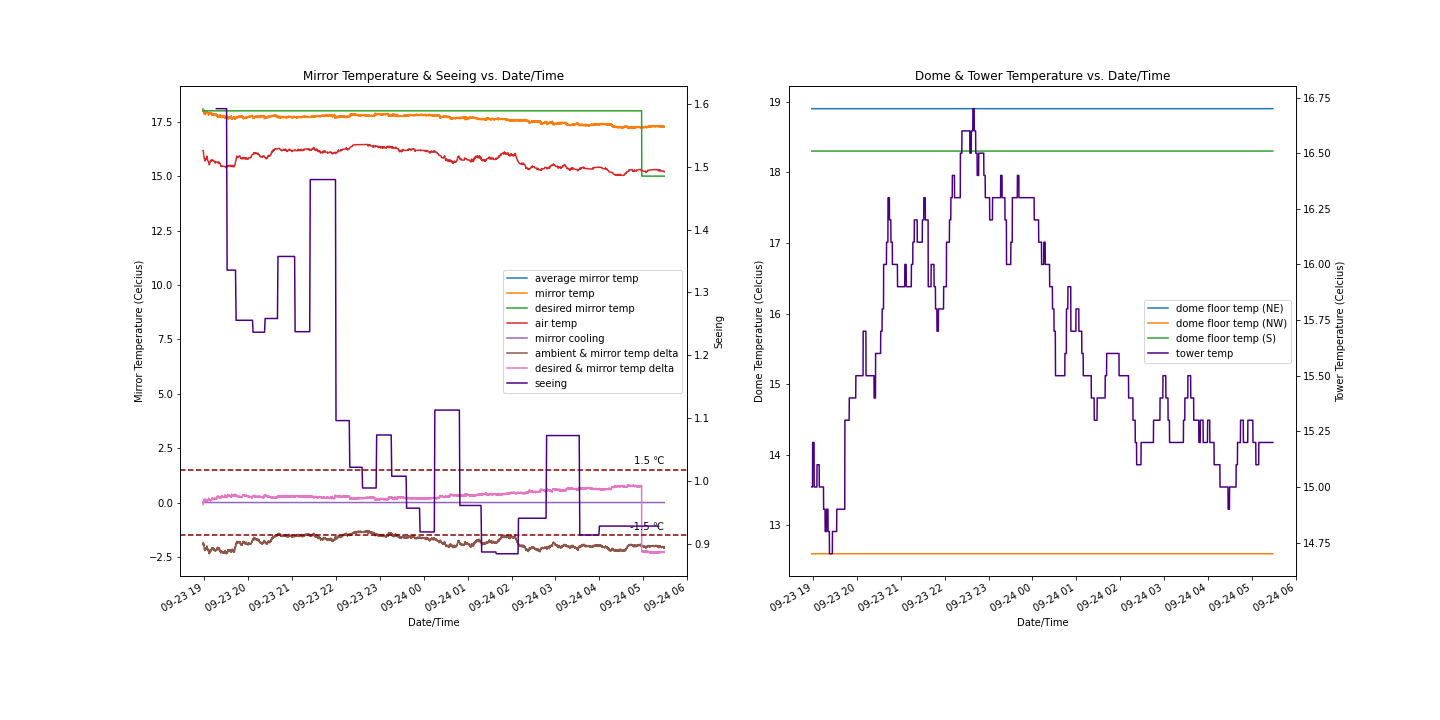 Mirror Temperature & Seeing vs. Date/Time
Mirror Temperature (Celcius)
17.5
15.0
12.5
10.0
7.5
5.0
2.5
0.0
−2.5
1.6
1.5
1.4
1.3
1.2
1.1
1.0
0.9
Seeing
average mirror temp
mirror temp
desired mirror temp
air temp
mirror cooling
ambient & mirror temp delta
desired & mirror temp delta
seeing
1.5 °C
-1.5 °C
09-23 19
09-23 20
09-23 21
09-23 22
09-23 23
09-24 00
09-24 01
09-24 02
09-24 03
09-24 04
09-24 05
09-24 06
Date/Time
Dome & Tower Temperature vs. Date/Time
Dome Temperature (Celcius)
19
18
17
16
15
14
13
16.75
16.50
16.25
16.00
15.75
15.50
15.25
15.00
14.75
Tower Temperature (Celcius)
dome floor temp (NE)
dome floor temp (NW)
dome floor temp (S)
tower temp
09-23 19
09-23 20
09-23 21
09-23 22
09-23 23
09-24 00
09-24 01
09-24 02
09-24 03
09-24 04
09-24 05
09-24 06
Date/Time